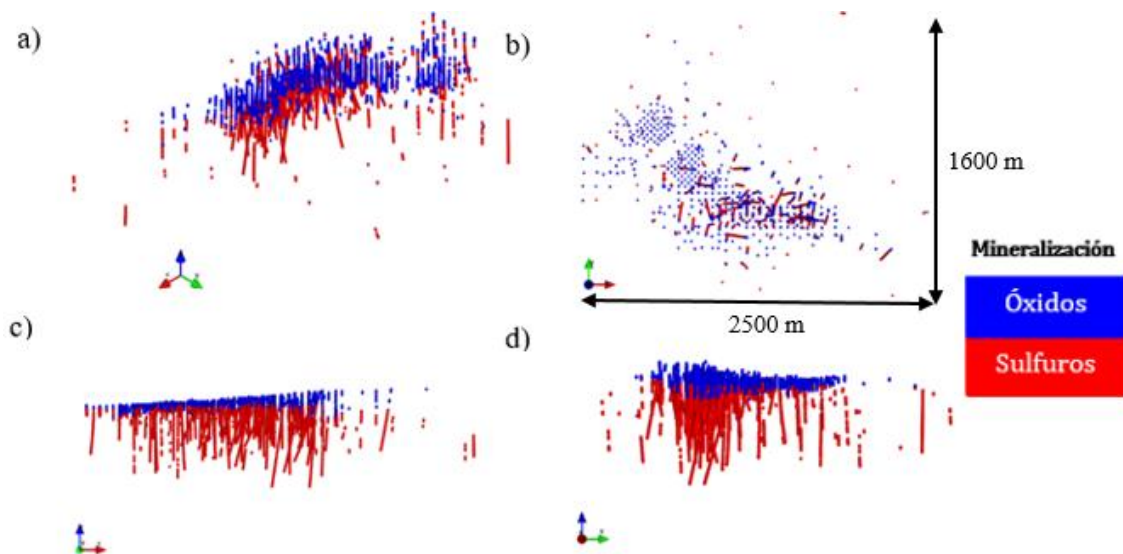 a)
b)
1600 m
2500 m
Mineralización
Óxidos
Sulfuros
c)
d)